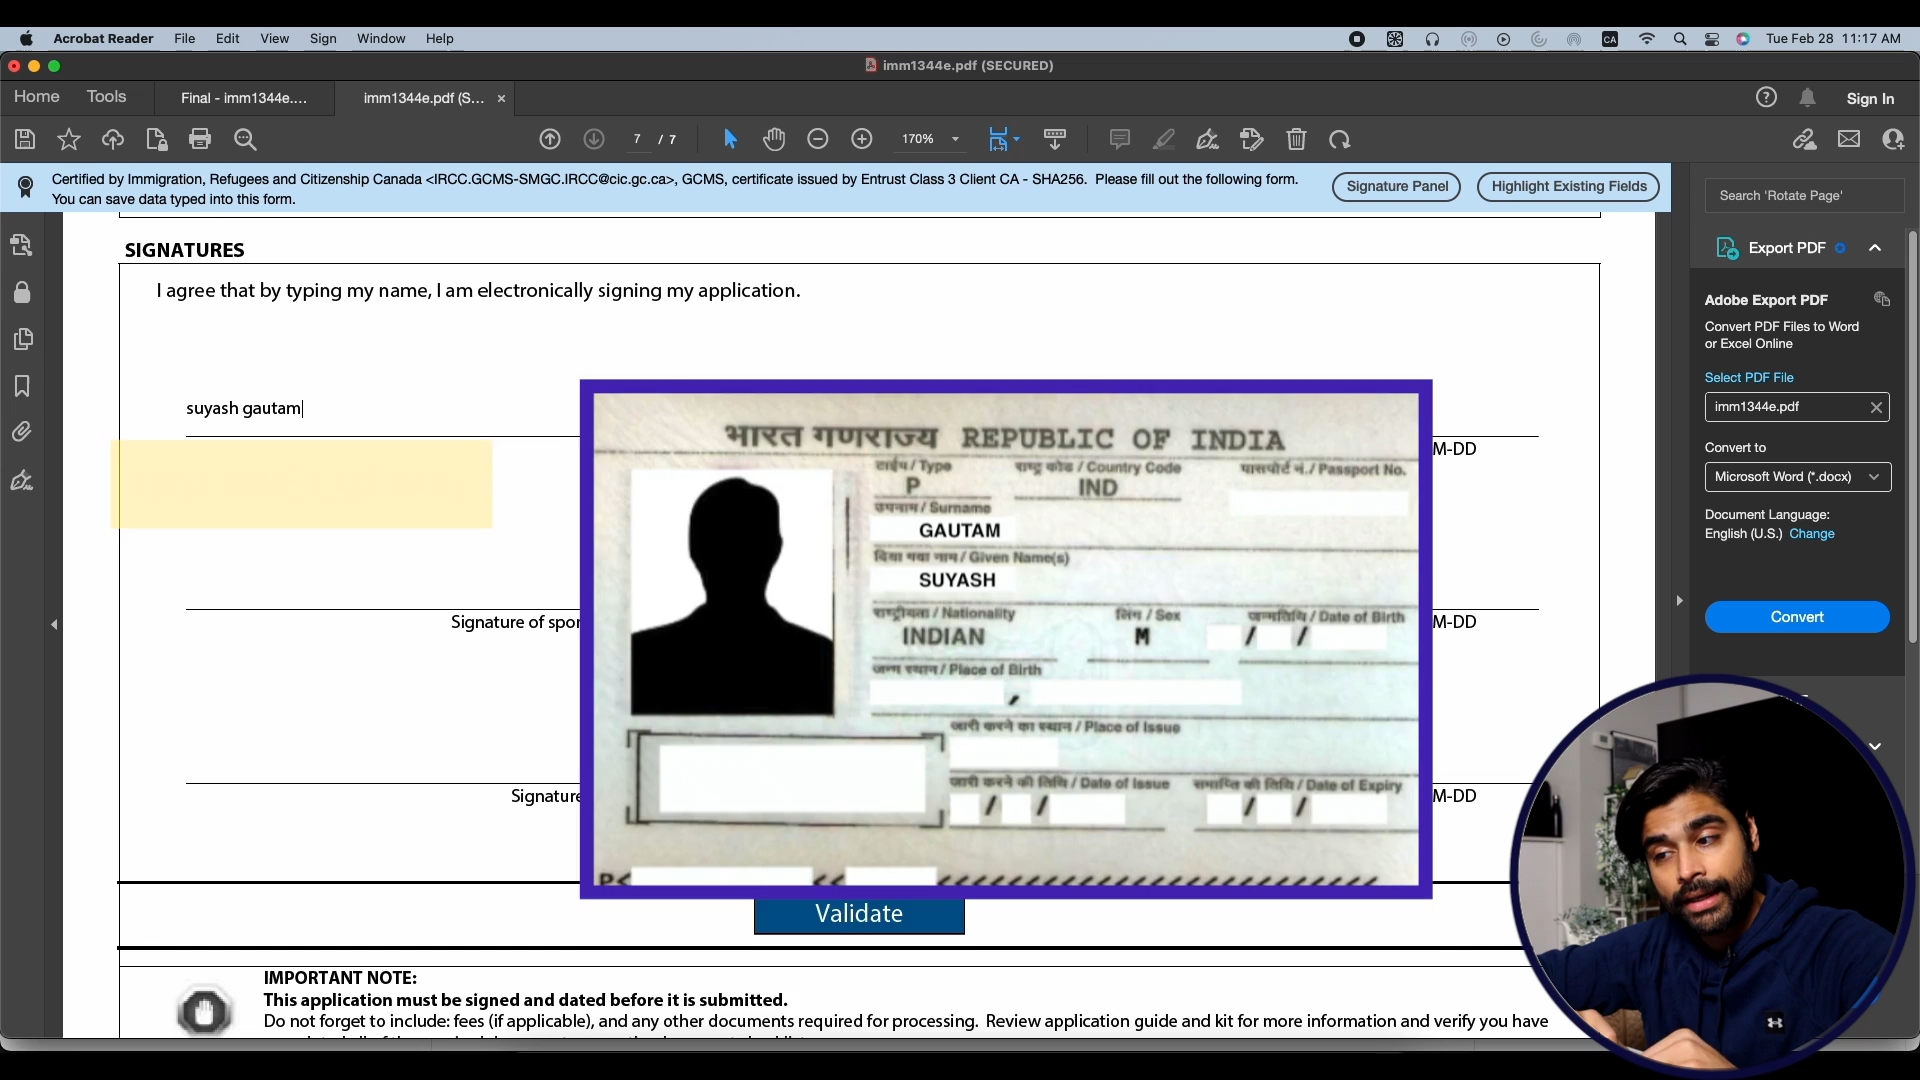 Acrobat Reader File Edit View Sign Window Help
CA Tue Feb 28 11:17 AM
imm1344e.pdf (SECURED)
Home Tools Final - imm1344e.... imm1344e.pdf (S... × Sign In
7 / 7 170%
Certified by Immigration, Refugees and Citizenship Canada <IRCC.GCMS-SMGC.IRCC@cic.gc.ca>, GCMS, certificate issued by Entrust Class 3 Client CA - SHA256. Please fill out the following form.
You can save data typed into this form.
Signature Panel
Highlight Existing Fields
Search 'Rotate Page'
Export PDF
Adobe Export PDF
Convert PDF Files to Word
or Excel Online
Select PDF File
imm1344e.pdf
Convert to
Microsoft Word (*.docx)
Document Language:
English (U.S.) Change
Convert
SIGNATURES
I agree that by typing my name, I am electronically signing my application.
suyash gautam
M-DD
Signature of spor
M-DD
Signature
M-DD
भारत गणराज्य REPUBLIC OF INDIA
टाईप / Type राष्ट्र कोड / Country Code पासपोर्ट नं. / Passport No.
P IND
उपनाम / Surname
GAUTAM
दिया गया नाम / Given Name(s)
SUYASH
राष्ट्रीयता / Nationality लिंग / Sex जन्मतिथि / Date of Birth
INDIAN M / /
जन्म स्थान / Place of Birth
,
जारी करने का स्थान / Place of Issue
जारी करने की तिथि / Date of Issue समाप्ति की तिथि / Date of Expiry
/ / / /
P< << <<<<<<<<<<<<<<<<<<<<<<<
Validate
IMPORTANT NOTE:
This application must be signed and dated before it is submitted.
Do not forget to include: fees (if applicable), and any other documents required for processing. Review application guide and kit for more information and verify you have